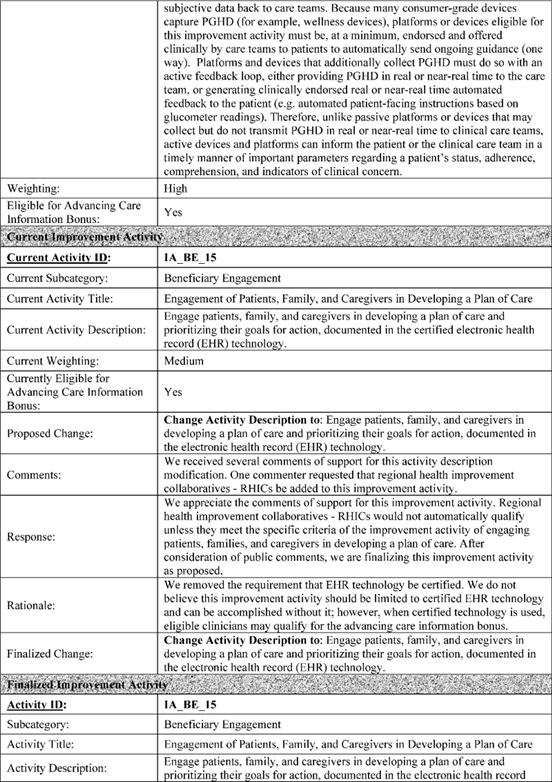 subjective data back to care teams. Because many consumer-grade devices
capture PGHD (for example, wellness devices), platforms or devices eligible for
this improvement activity must be, at a minimum, endorsed and offered
clinically by care teams to patients to automatically send ongoing guidance (one
way). Platforms and devices that additionally collect PGHD must do so with an
active feedback loop, either providing PGHD in real or near-real time to the care
team, or generating clinically endorsed real or near-real time automated
feedback to the patient (e.g. automated patient-facing instructions based on
glucometer readings). Therefore, unlike passive platforms or devices that may
collect but do not transmit PGHD in real or near-real time to clinical care teams,
active devices and platforms can inform the patient or the clinical care team in a
timely manner of important parameters regarding a patient's status, adherence,
comprehension, and indicators of clinical concern.
Weighting:
High
Eligible for Advancing Care
Information Bonus:
Yes
Current Improvement Activity
Current Activity ID:
IA_BE_15
Current Subcategory:
Beneficiary Engagement
Current Activity Title:
Engagement of Patients, Family, and Caregivers in Developing a Plan of Care
Current Activity Description:
Engage patients, family, and caregivers in developing a plan of care and
prioritizing their goals for action, documented in the certified electronic health
record (EHR) technology.
Current Weighting:
Medium
Currently Eligible for
Advancing Care Information
Bonus:
Yes
Proposed Change:
Change Activity Description to: Engage patients, family, and caregivers in
developing a plan of care and prioritizing their goals for action, documented in
the electronic health record (EHR) technology.
Comments:
We received several comments of support for this activity description
modification. One commenter requested that regional health improvement
collaboratives - RHICs be added to this improvement activity.
Response:
We appreciate the comments of support for this improvement activity. Regional
health improvement collaboratives - RHICs would not automatically qualify
unless they meet the specific criteria of the improvement activity of engaging
patients, families, and caregivers in developing a plan of care. After
consideration of public comments, we are finalizing this improvement activity
as proposed.
Rationale:
We removed the requirement that EHR technology be certified. We do not
believe this improvement activity should be limited to certified EHR technology
and can be accomplished without it; however, when certified technology is used,
eligible clinicians may qualify for the advancing care information bonus.
Finalized Change:
Change Activity Description to: Engage patients, family, and caregivers in
developing a plan of care and prioritizing their goals for action, documented in
the electronic health record (EHR) technology.
Finalized Improvement Activity
Activity ID:
IA_BE_15
Subcategory:
Beneficiary Engagement
Activity Title:
Engagement of Patients, Family, and Caregivers in Developing a Plan of Care
Activity Description:
Engage patients, family, and caregivers in developing a plan of care and
prioritizing their goals for action, documented in the electronic health record